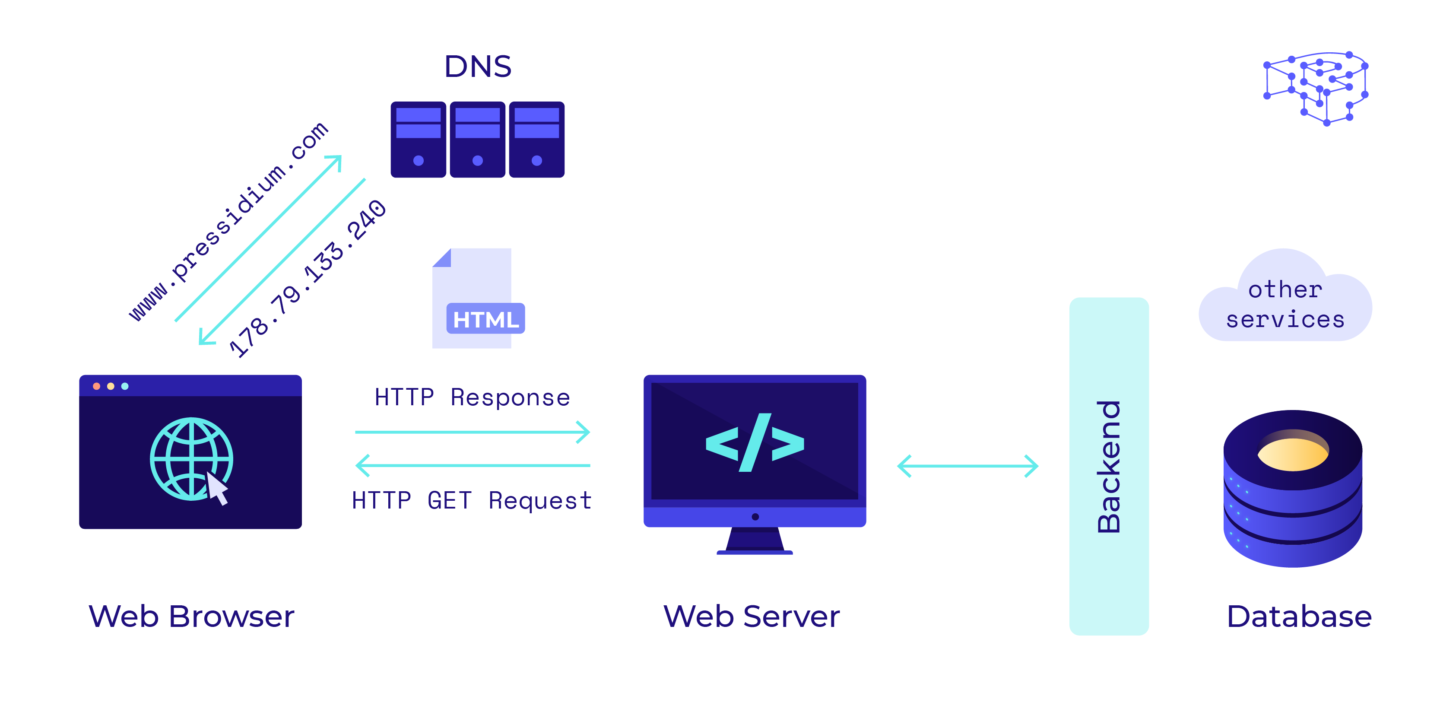 DNS
www.pressidium.com
178.79.133.240
HTML
other
services
HTTP Response
HTTP GET Request
</>
Backend
Web Browser
Web Server
Database